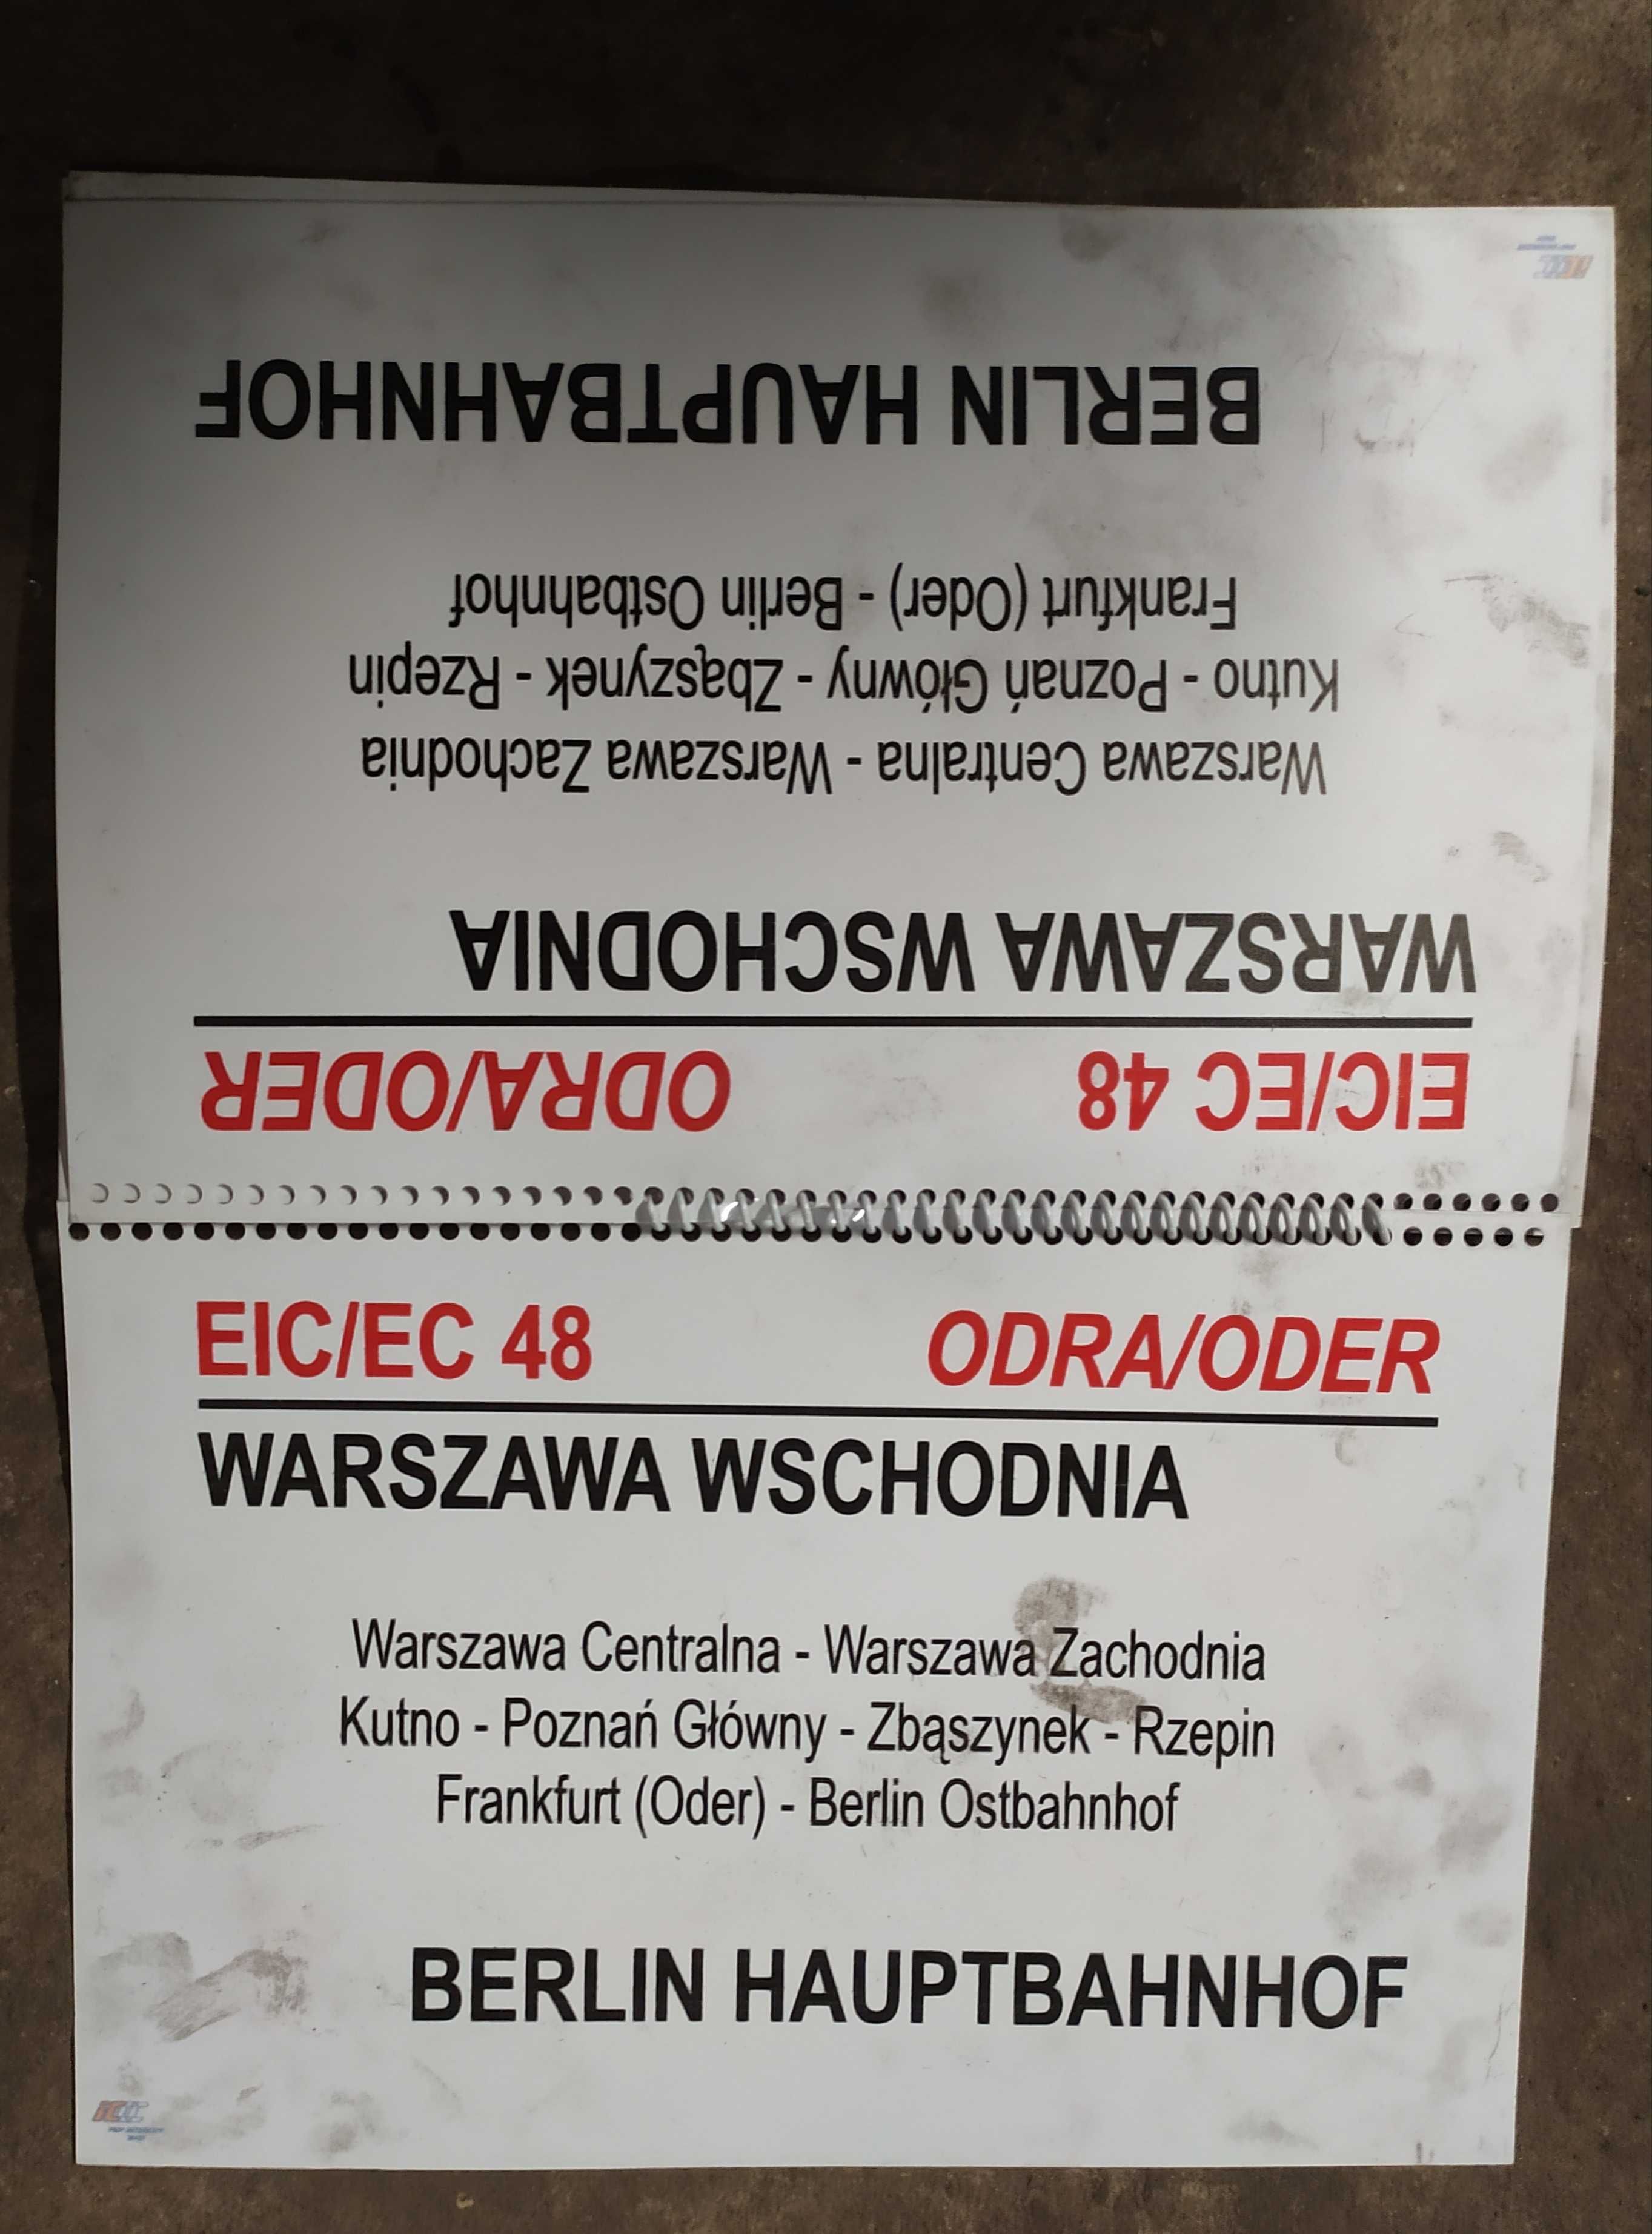 BERLIN HAUPTBAHNHOF
Frankfurt (Oder) - Berlin Ostbahnhof
Kutno - Poznań Główny - Zbąszynek - Rzepin
Warszawa Centralna - Warszawa Zachodnia
WARSZAWA WSCHODNIA
EIC/EC 48 ODRA/ODER
EIC/EC 48 ODRA/ODER
WARSZAWA WSCHODNIA
Warszawa Centralna - Warszawa Zachodnia
Kutno - Poznań Główny - Zbąszynek - Rzepin
Frankfurt (Oder) - Berlin Ostbahnhof
BERLIN HAUPTBAHNHOF